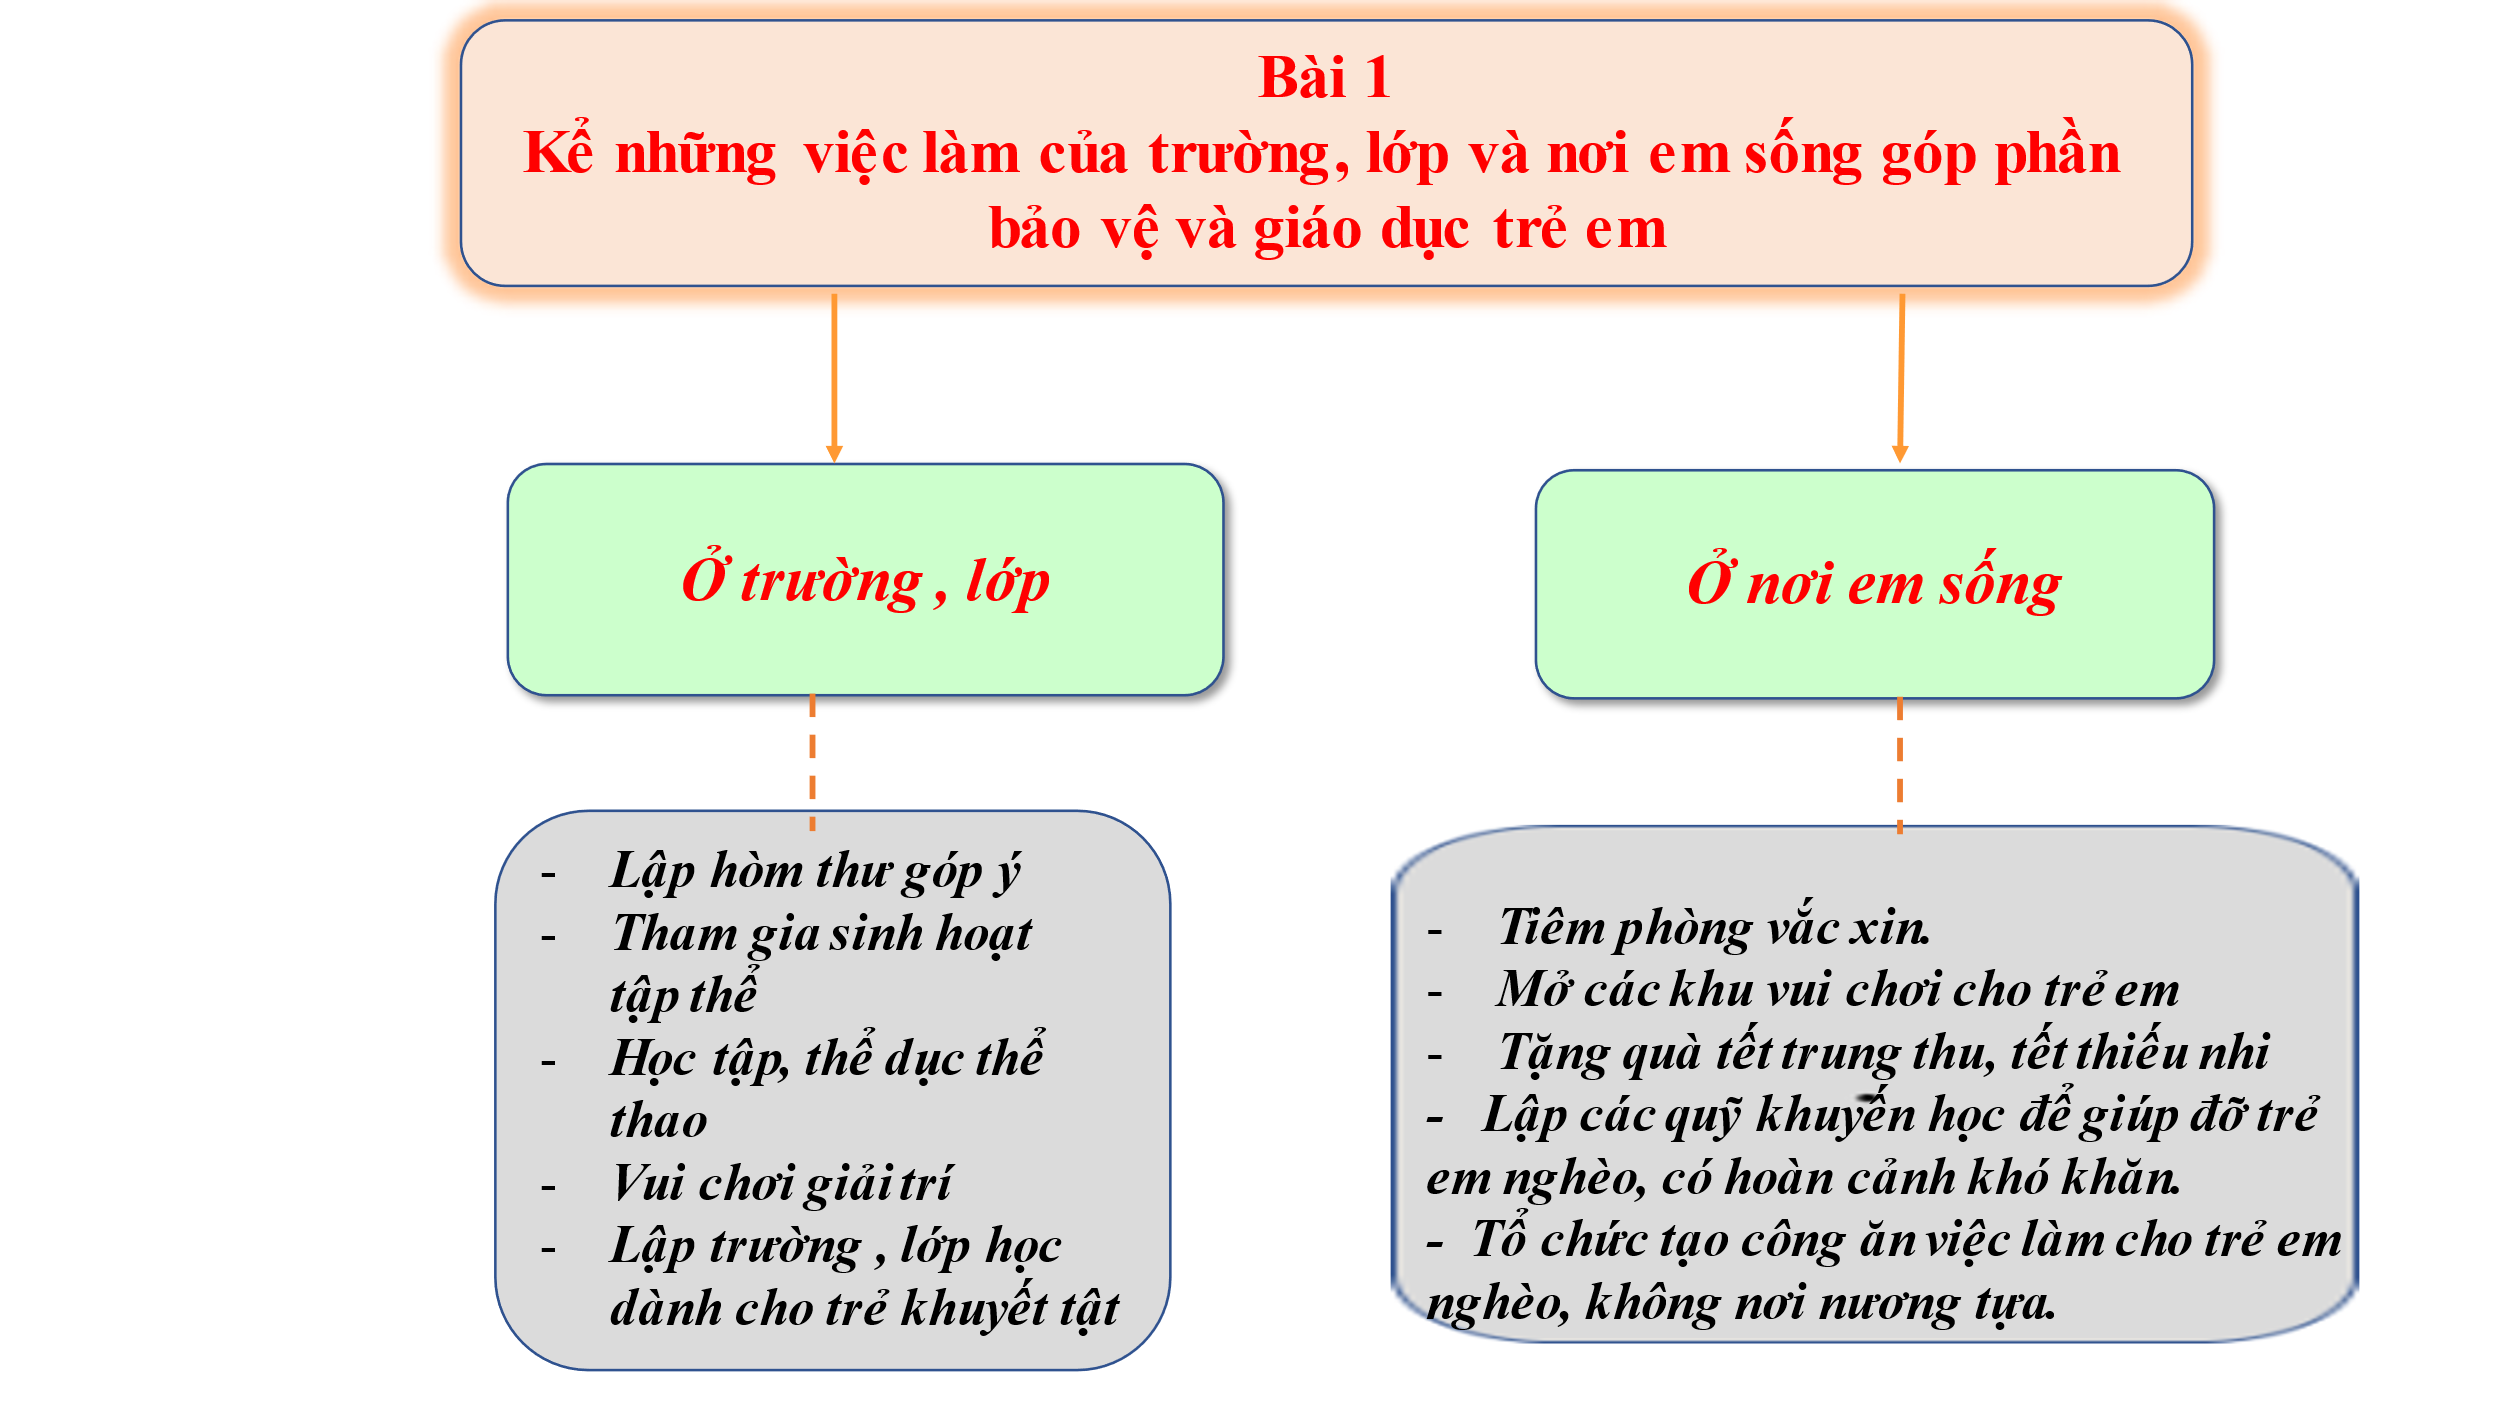 Bài 1
Kể những việc làm của trường, lớp và nơi em sống góp phần
bảo vệ và giáo dục trẻ em
Ở trường , lớp
Ở nơi em sống
- Lập hòm thư góp ý
- Tham gia sinh hoạt
tập thể
- Học tập, thể dục thể
thao
- Vui chơi giải trí
- Lập trường , lớp học
dành cho trẻ khuyết tật
- Tiêm phòng vắc xin.
- Mở các khu vui chơi cho trẻ em
- Tặng quà tết trung thu, tết thiếu nhi
- Lập các quỹ khuyến học để giúp đỡ trẻ
em nghèo, có hoàn cảnh khó khăn.
- Tổ chức tạo công ăn việc làm cho trẻ em
nghèo, không nơi nương tựa.